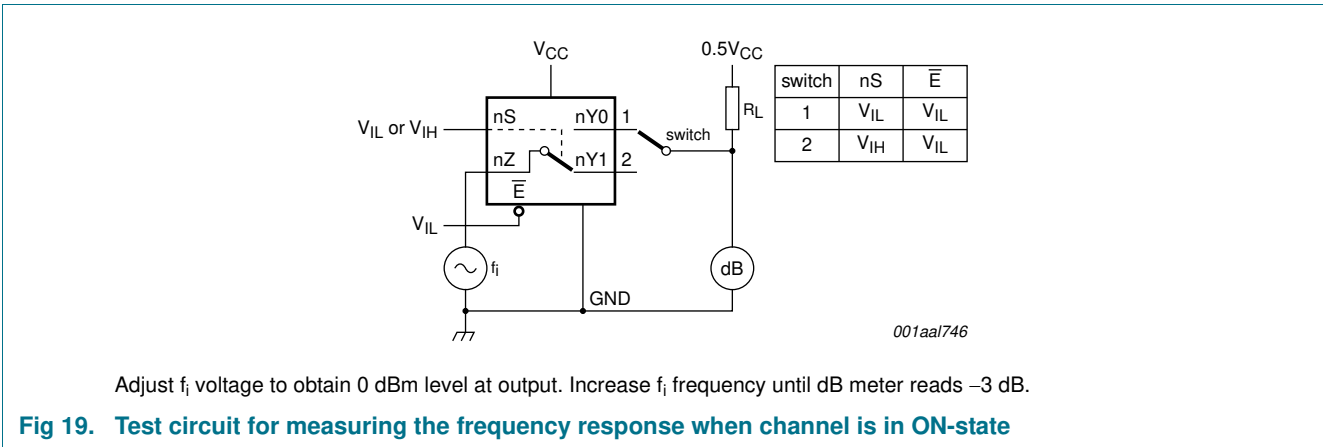 VCC
0.5VCC
switch nS E̅
1 VIL VIL
2 VIH VIL
RL
VIL or VIH
nS
nY0
1
switch
nZ
nY1
2
E̅
VIL
fi
dB
GND
001aal746
Adjust fi voltage to obtain 0 dBm level at output. Increase fi frequency until dB meter reads −3 dB.
Fig 19. Test circuit for measuring the frequency response when channel is in ON-state